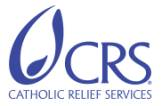 CRS
CATHOLIC RELIEF SERVICES